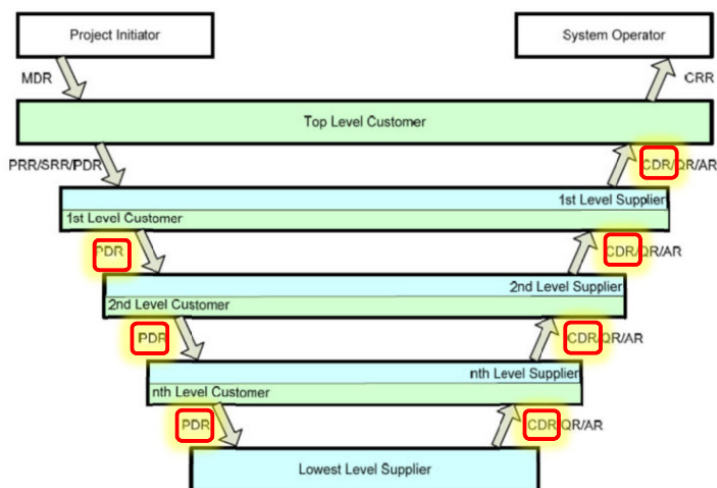 Project Initiator
System Operator
MDR
CRR
Top Level Customer
PRR/SRR/PDR
CDR/QR/AR
1st Level Supplier
1st Level Customer
PDR
CDR/QR/AR
2nd Level Supplier
2nd Level Customer
PDR
CDR/QR/AR
nth Level Supplier
nth Level Customer
PDR
CDR/QR/AR
Lowest Level Supplier